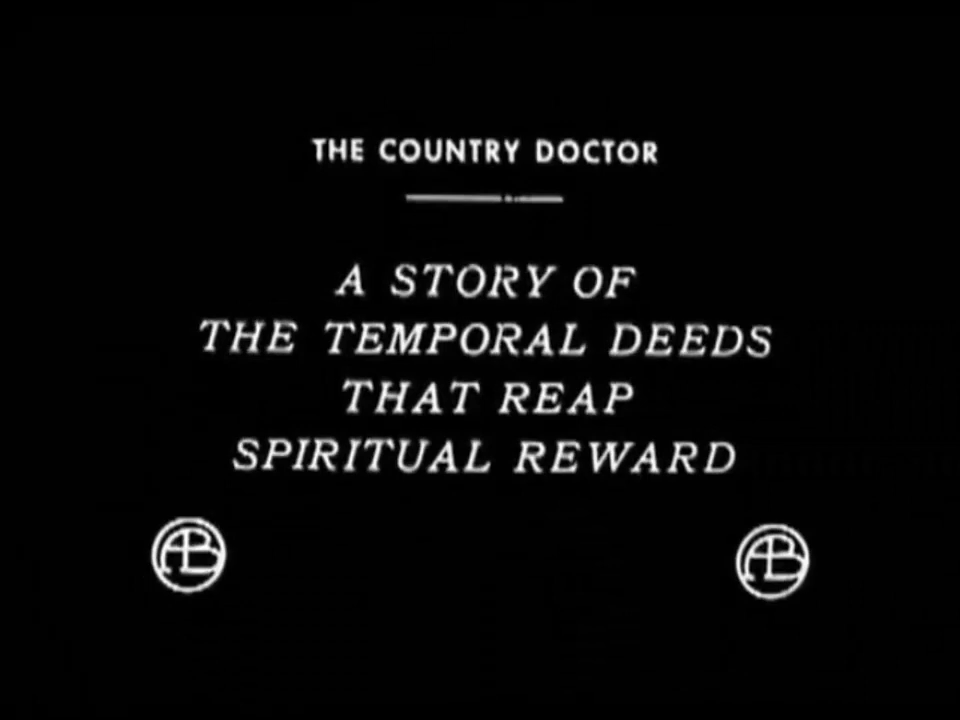 THE COUNTRY DOCTOR
A STORY OF
THE TEMPORAL DEEDS
THAT REAP
SPIRITUAL REWARD
AB AB